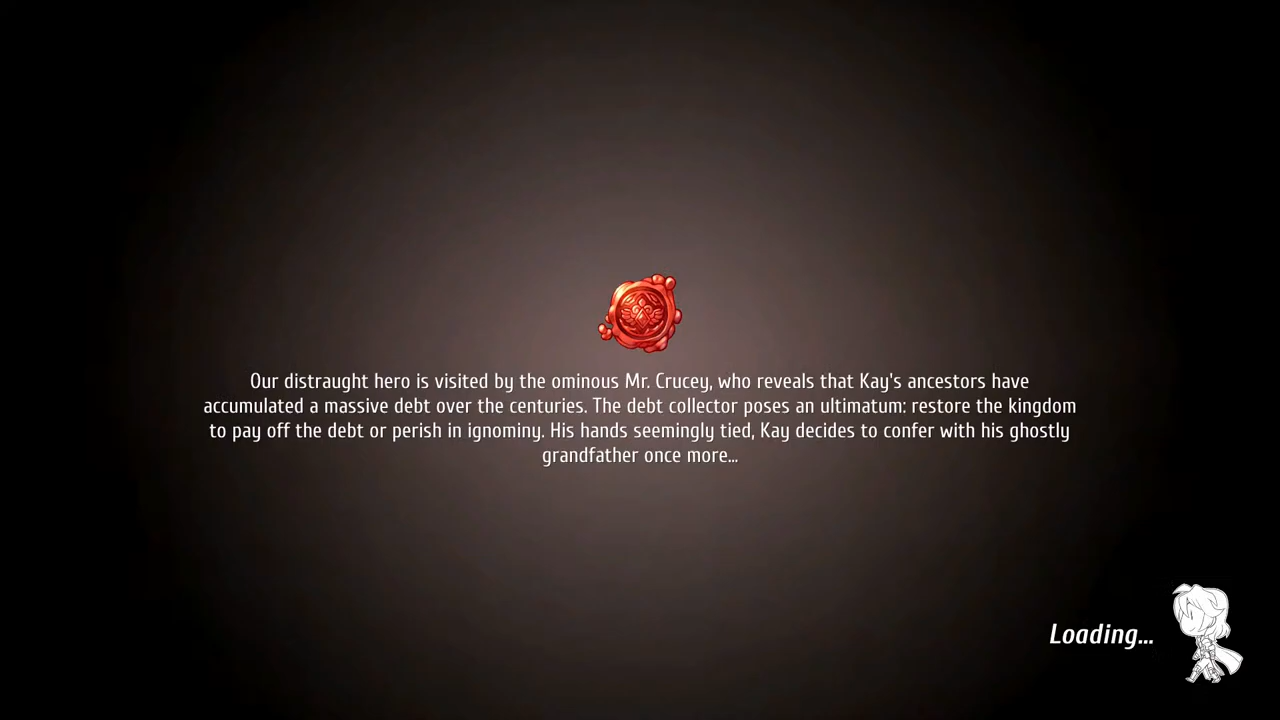 Our distraught hero is visited by the ominous Mr. Crucey, who reveals that Kay's ancestors have
accumulated a massive debt over the centuries. The debt collector poses an ultimatum: restore the kingdom
to pay off the debt or perish in ignominy. His hands seemingly tied, Kay decides to confer with his ghostly
grandfather once more...
Loading...